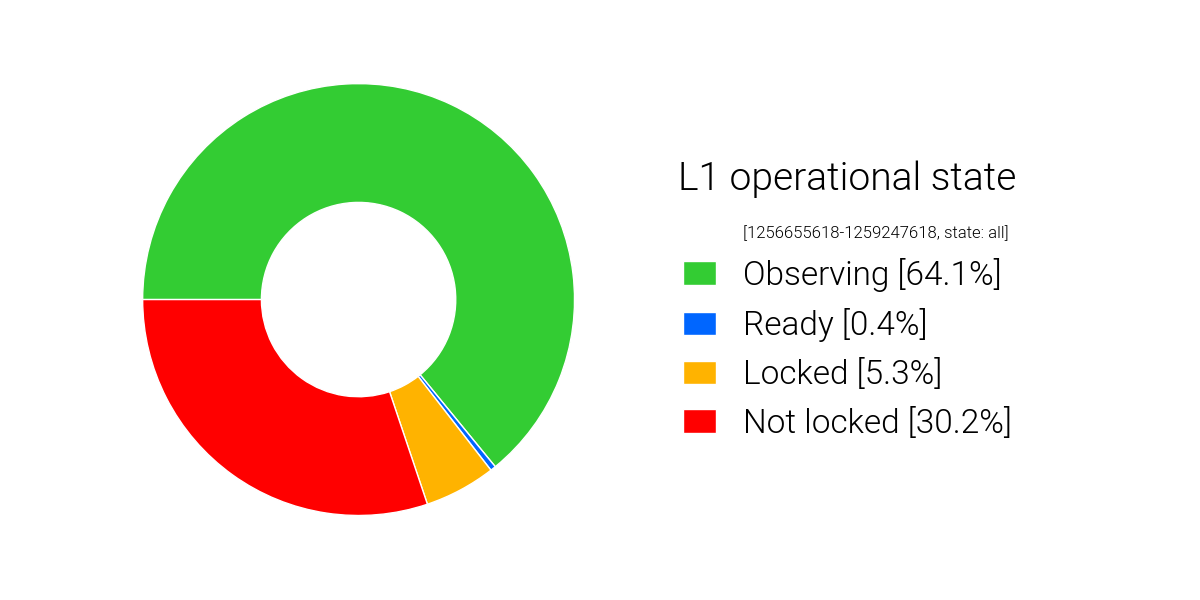 L1 operational state
[1256655618-1259247618, state: all]
Observing [64.1%]
Ready [0.4%]
Locked [5.3%]
Not locked [30.2%]